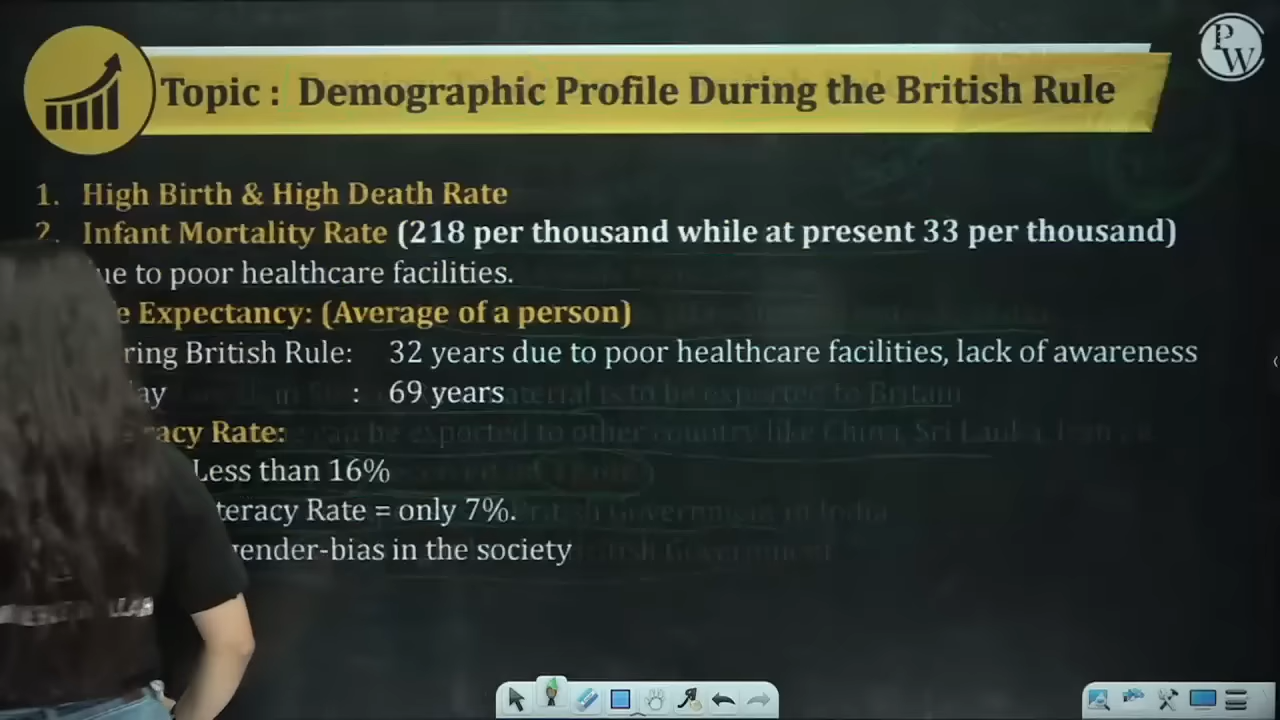 PW
Topic : Demographic Profile During the British Rule
1. High Birth & High Death Rate
2. Infant Mortality Rate (218 per thousand while at present 33 per thousand)
ue to poor healthcare facilities.
e Expectancy: (Average of a person)
ring British Rule: 32 years due to poor healthcare facilities, lack of awareness
ay : 69 years
racy Rate:
Less than 16%
teracy Rate = only 7%.
ender-bias in the society